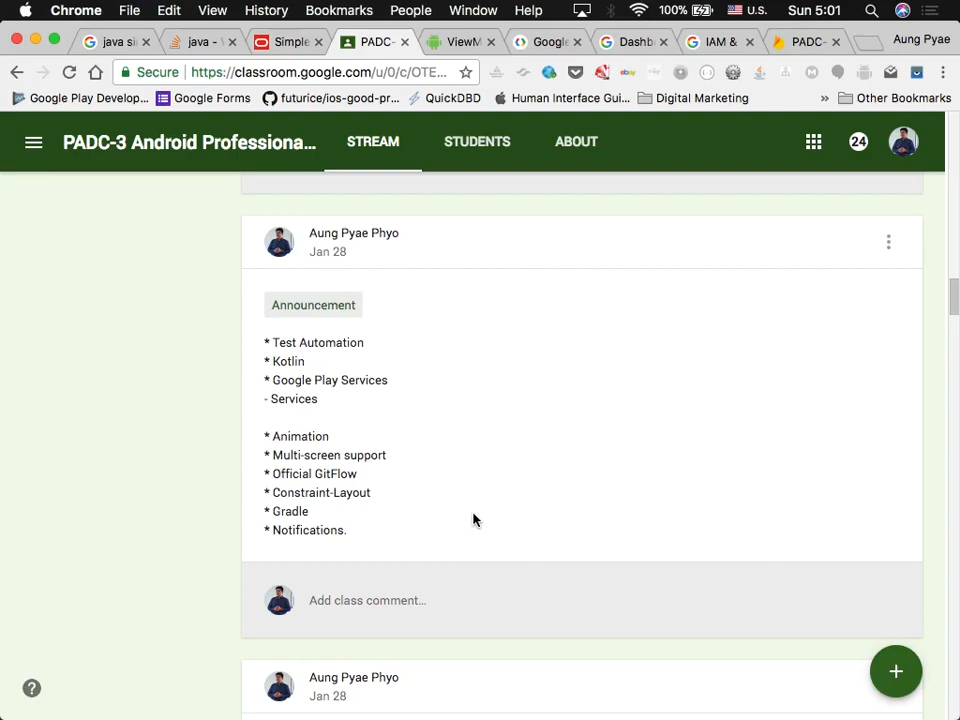 Chrome File Edit View History Bookmarks People Window Help 100% U.S. Sun 5:01
java si java - PADC- Simple ViewM Google Dashb IAM & PADC- Aung Pyae
Secure https://classroom.google.com/u/0/c/OTE...
Google Play Develop... Google Forms futurice/ios-good-pr... QuickDBD Human Interface Gui... Digital Marketing » Other Bookmarks
PADC-3 Android Professiona... STREAM STUDENTS ABOUT 24
Aung Pyae Phyo
Jan 28
Announcement
* Test Automation
* Kotlin
* Google Play Services
- Services
* Animation
* Multi-screen support
* Official GitFlow
* Constraint-Layout
* Gradle
* Notifications.
Add class comment...
Aung Pyae Phyo
Jan 28